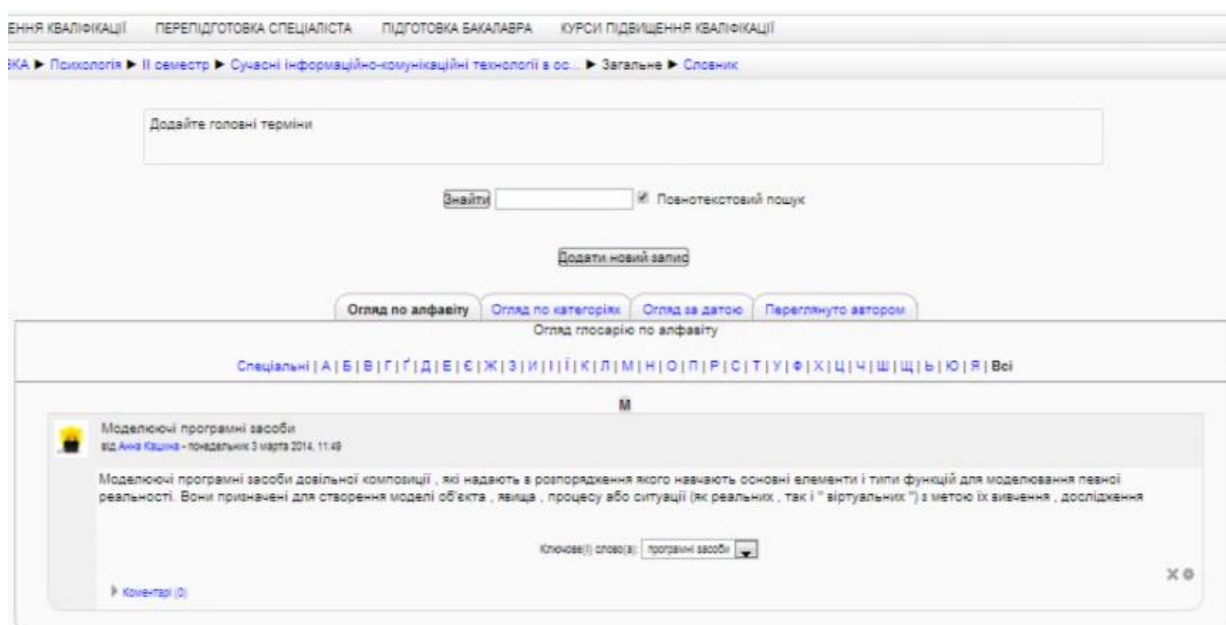 ЕННЯ КВАЛІФІКАЦІЇ ПЕРЕПІДГОТОВКА СПЕЦІАЛІСТА ПІДГОТОВКА БАКАЛАВРА КУРСИ ПІДВИЩЕННЯ КВАЛІФІКАЦІЇ
КА ► Психологія ► ІІ семестр ► Сучасні інформаційно-комунікаційні технології в ос... ► Загальне ► Словник
Додайте головні терміни
Знайти Повнотекстовий пошук
Додати новий запис
Огляд по алфавіту Огляд по категоріях Огляд за датою Переглянуто автором
Огляд глосарію по алфавіту
Спеціальні | А | Б | В | Г | Ґ | Д | Е | Є | Ж | З | И | І | Ї | К | Л | М | Н | О | П | Р | С | Т | У | Ф | Х | Ц | Ч | Ш | Щ | Ь | Ю | Я | Всі
М
Моделюючі програмні засоби
від Анна Кашина - понедельник 3 марта 2014, 11:49
Моделюючі програмні засоби довільної композиції , які надають в розпорядження якого навчають основні елементи і типи функцій для моделювання певної
реальності. Вони призначені для створення моделі об'єкта , явища , процесу або ситуації (як реальних , так і " віртуальних ") з метою їх вивчення , дослідження
Ключове(і) слово(а): програмні засоби
Коментарі (0)